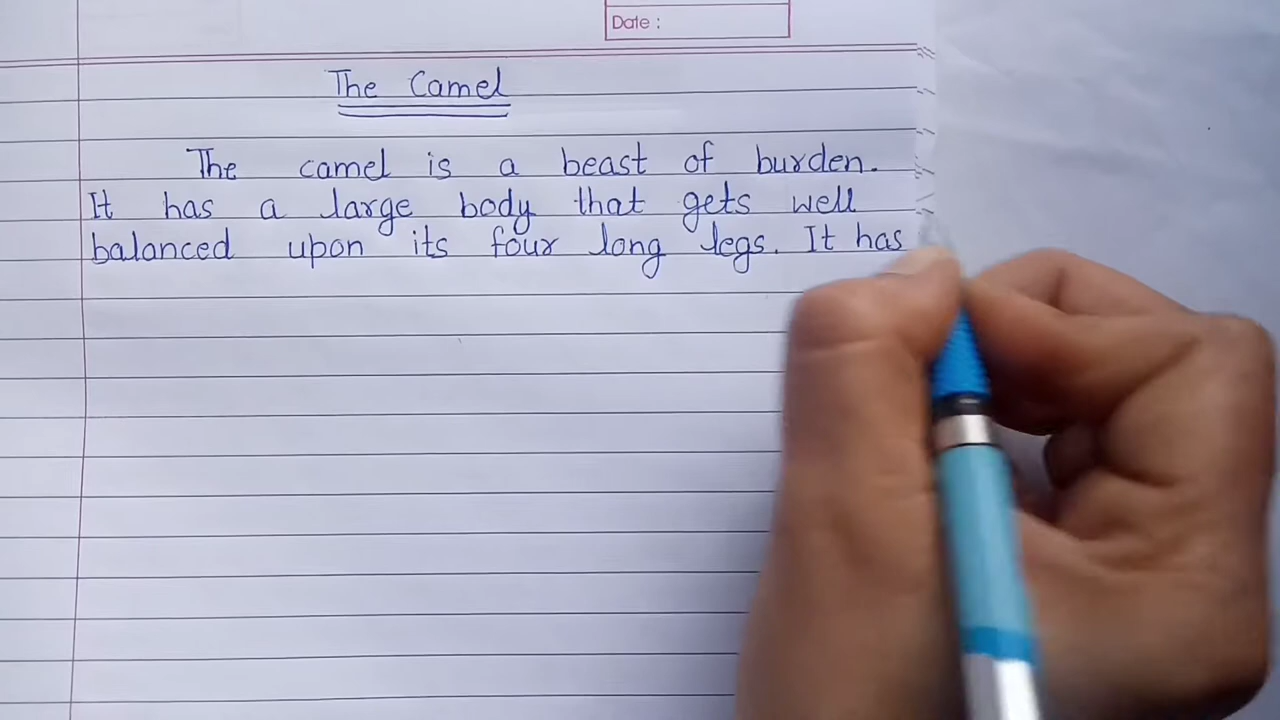 Date :
The Camel
The camel is a beast of burden.
It has a large body that gets well
balanced upon its four long legs. It has